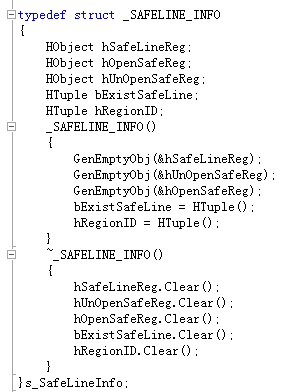 typedef struct _SAFELINE_INFO
{
HObject hSafeLineReg;
HObject hOpenSafeReg;
HObject hUnOpenSafeReg;
HTuple bExistSafeLine;
HTuple hRegionID;
_SAFELINE_INFO()
{
GenEmptyObj(&hSafeLineReg);
GenEmptyObj(&hUnOpenSafeReg);
GenEmptyObj(&hOpenSafeReg);
bExistSafeLine = HTuple();
hRegionID = HTuple();
}
~_SAFELINE_INFO()
{
hSafeLineReg.Clear();
hUnOpenSafeReg.Clear();
hOpenSafeReg.Clear();
bExistSafeLine.Clear();
hRegionID.Clear();
}
}s_SafeLineInfo;